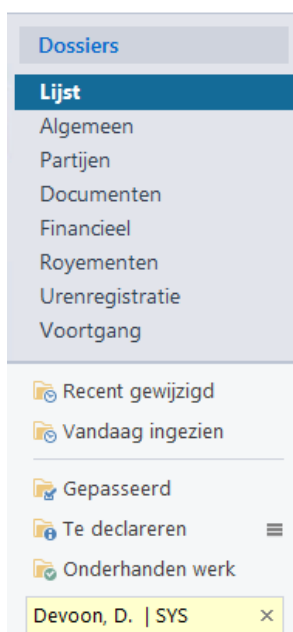 Dossiers
Lijst
Algemeen
Partijen
Documenten
Financieel
Royementen
Urenregistratie
Voortgang
Recent gewijzigd
Vandaag ingezien
Gepasseerd
Te declareren
Onderhanden werk
Devoon, D. | SYS